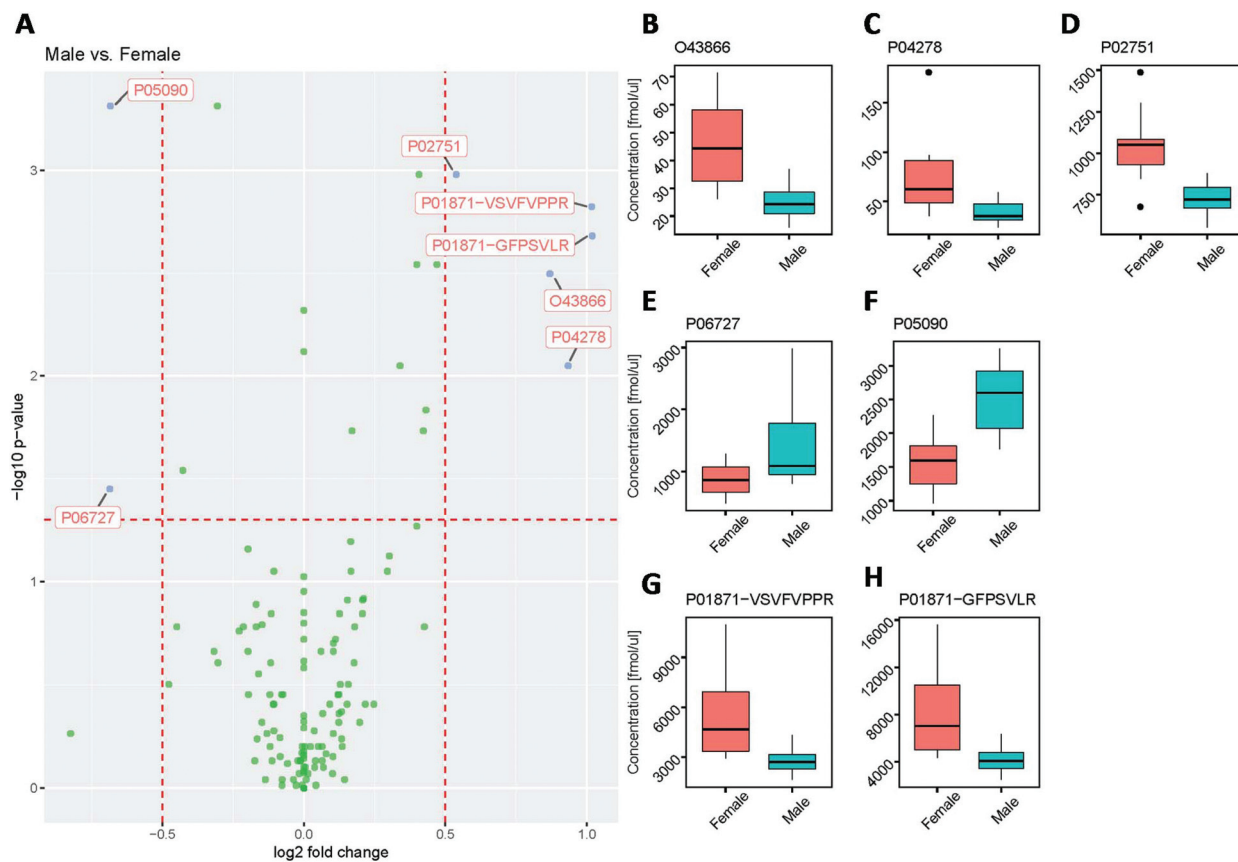 A
Male vs. Female
P05090
P02751
P01871-VSVFVPPR
P01871-GFPSVLR
O43866
P04278
P06727
3
2
1
0
-log10 p-value
-0.5
0.0
0.5
1.0
log2 fold change
B
O43866
Concentration [fmol/ul]
70
60
50
40
30
20
Female
Male
C
P04278
150
100
50
Female
Male
D
P02751
1500
1250
1000
750
Female
Male
E
P06727
Concentration [fmol/ul]
3000
2000
1000
Female
Male
F
P05090
3000
2500
2000
1500
1000
Female
Male
G
P01871-VSVFVPPR
Concentration [fmol/ul]
9000
6000
3000
Female
Male
H
P01871-GFPSVLR
16000
12000
8000
4000
Female
Male